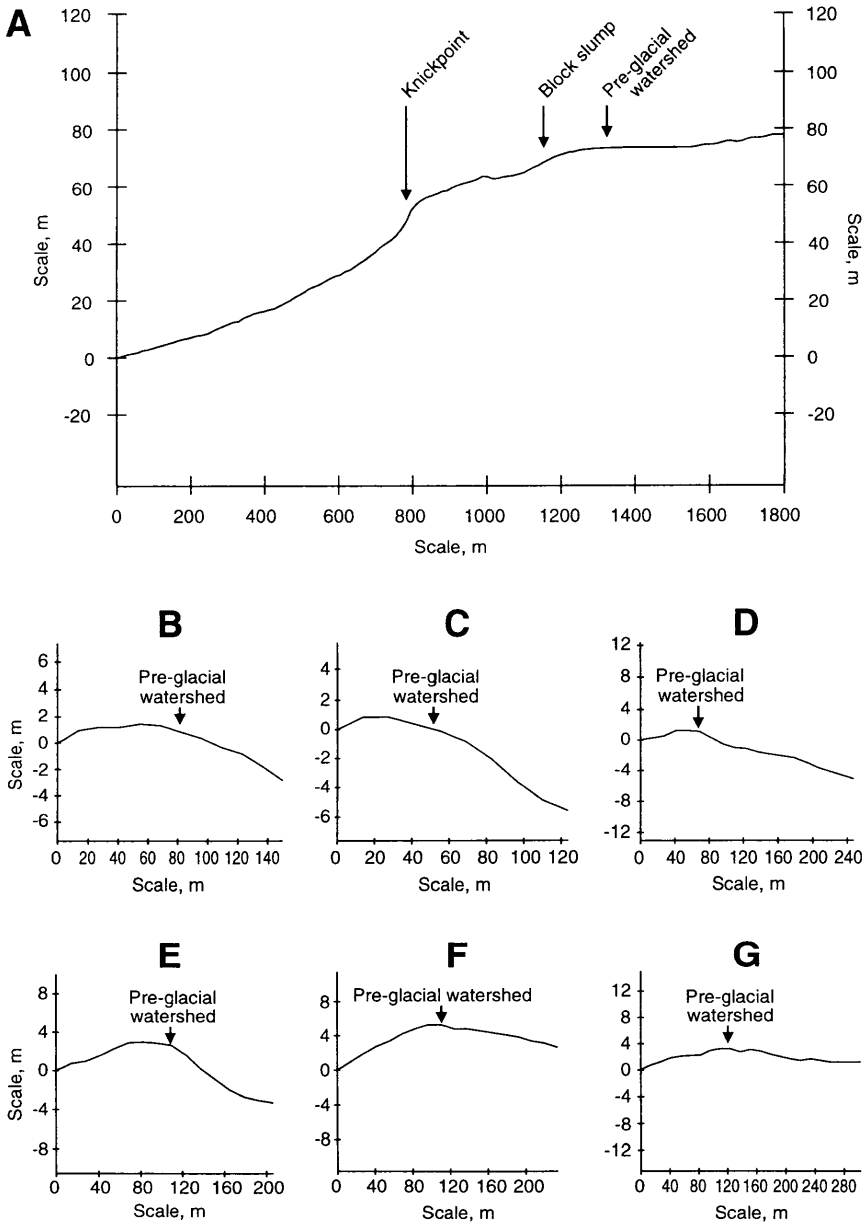 A
120
100
80
60
40
20
0
-20
Scale, m
Knickpoint
Block slump
Pre-glacial
watershed
120
100
80
60
40
20
0
-20
Scale, m
0 200 400 600 800 1000 1200 1400 1600 1800
Scale, m
B
6
4
2
0
-2
-4
-6
Scale, m
Pre-glacial
watershed
0 20 40 60 80 100 120 140
Scale, m
C
4
2
0
-2
-4
-6
Pre-glacial
watershed
0 20 40 60 80 100 120
Scale, m
D
12
8
4
0
-4
-8
-12
Pre-glacial
watershed
0 40 80 120 160 200 240
Scale, m
E
8
4
0
-4
-8
Scale, m
Pre-glacial
watershed
0 40 80 120 160 200
Scale, m
F
8
4
0
-4
-8
Pre-glacial watershed
0 40 80 120 160 200
Scale, m
G
12
8
4
0
-4
-8
-12
Pre-glacial
watershed
0 40 80 120 160 200 240 280
Scale, m